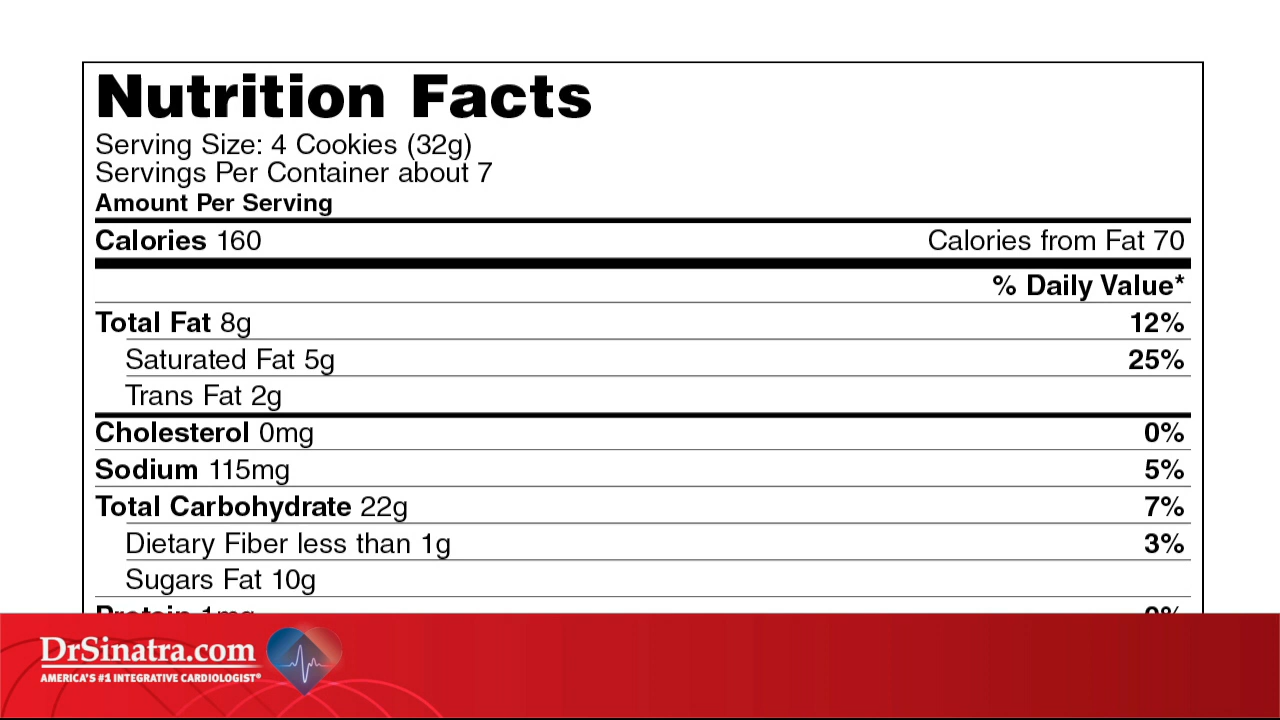 Nutrition Facts
Serving Size: 4 Cookies (32g)
Servings Per Container about 7
Amount Per Serving
Calories 160 Calories from Fat 70
% Daily Value*
Total Fat 8g 12%
Saturated Fat 5g 25%
Trans Fat 2g
Cholesterol 0mg 0%
Sodium 115mg 5%
Total Carbohydrate 22g 7%
Dietary Fiber less than 1g 3%
Sugars Fat 10g
Protein 1mg 0%
DrSinatra.com
AMERICA'S #1 INTEGRATIVE CARDIOLOGIST®